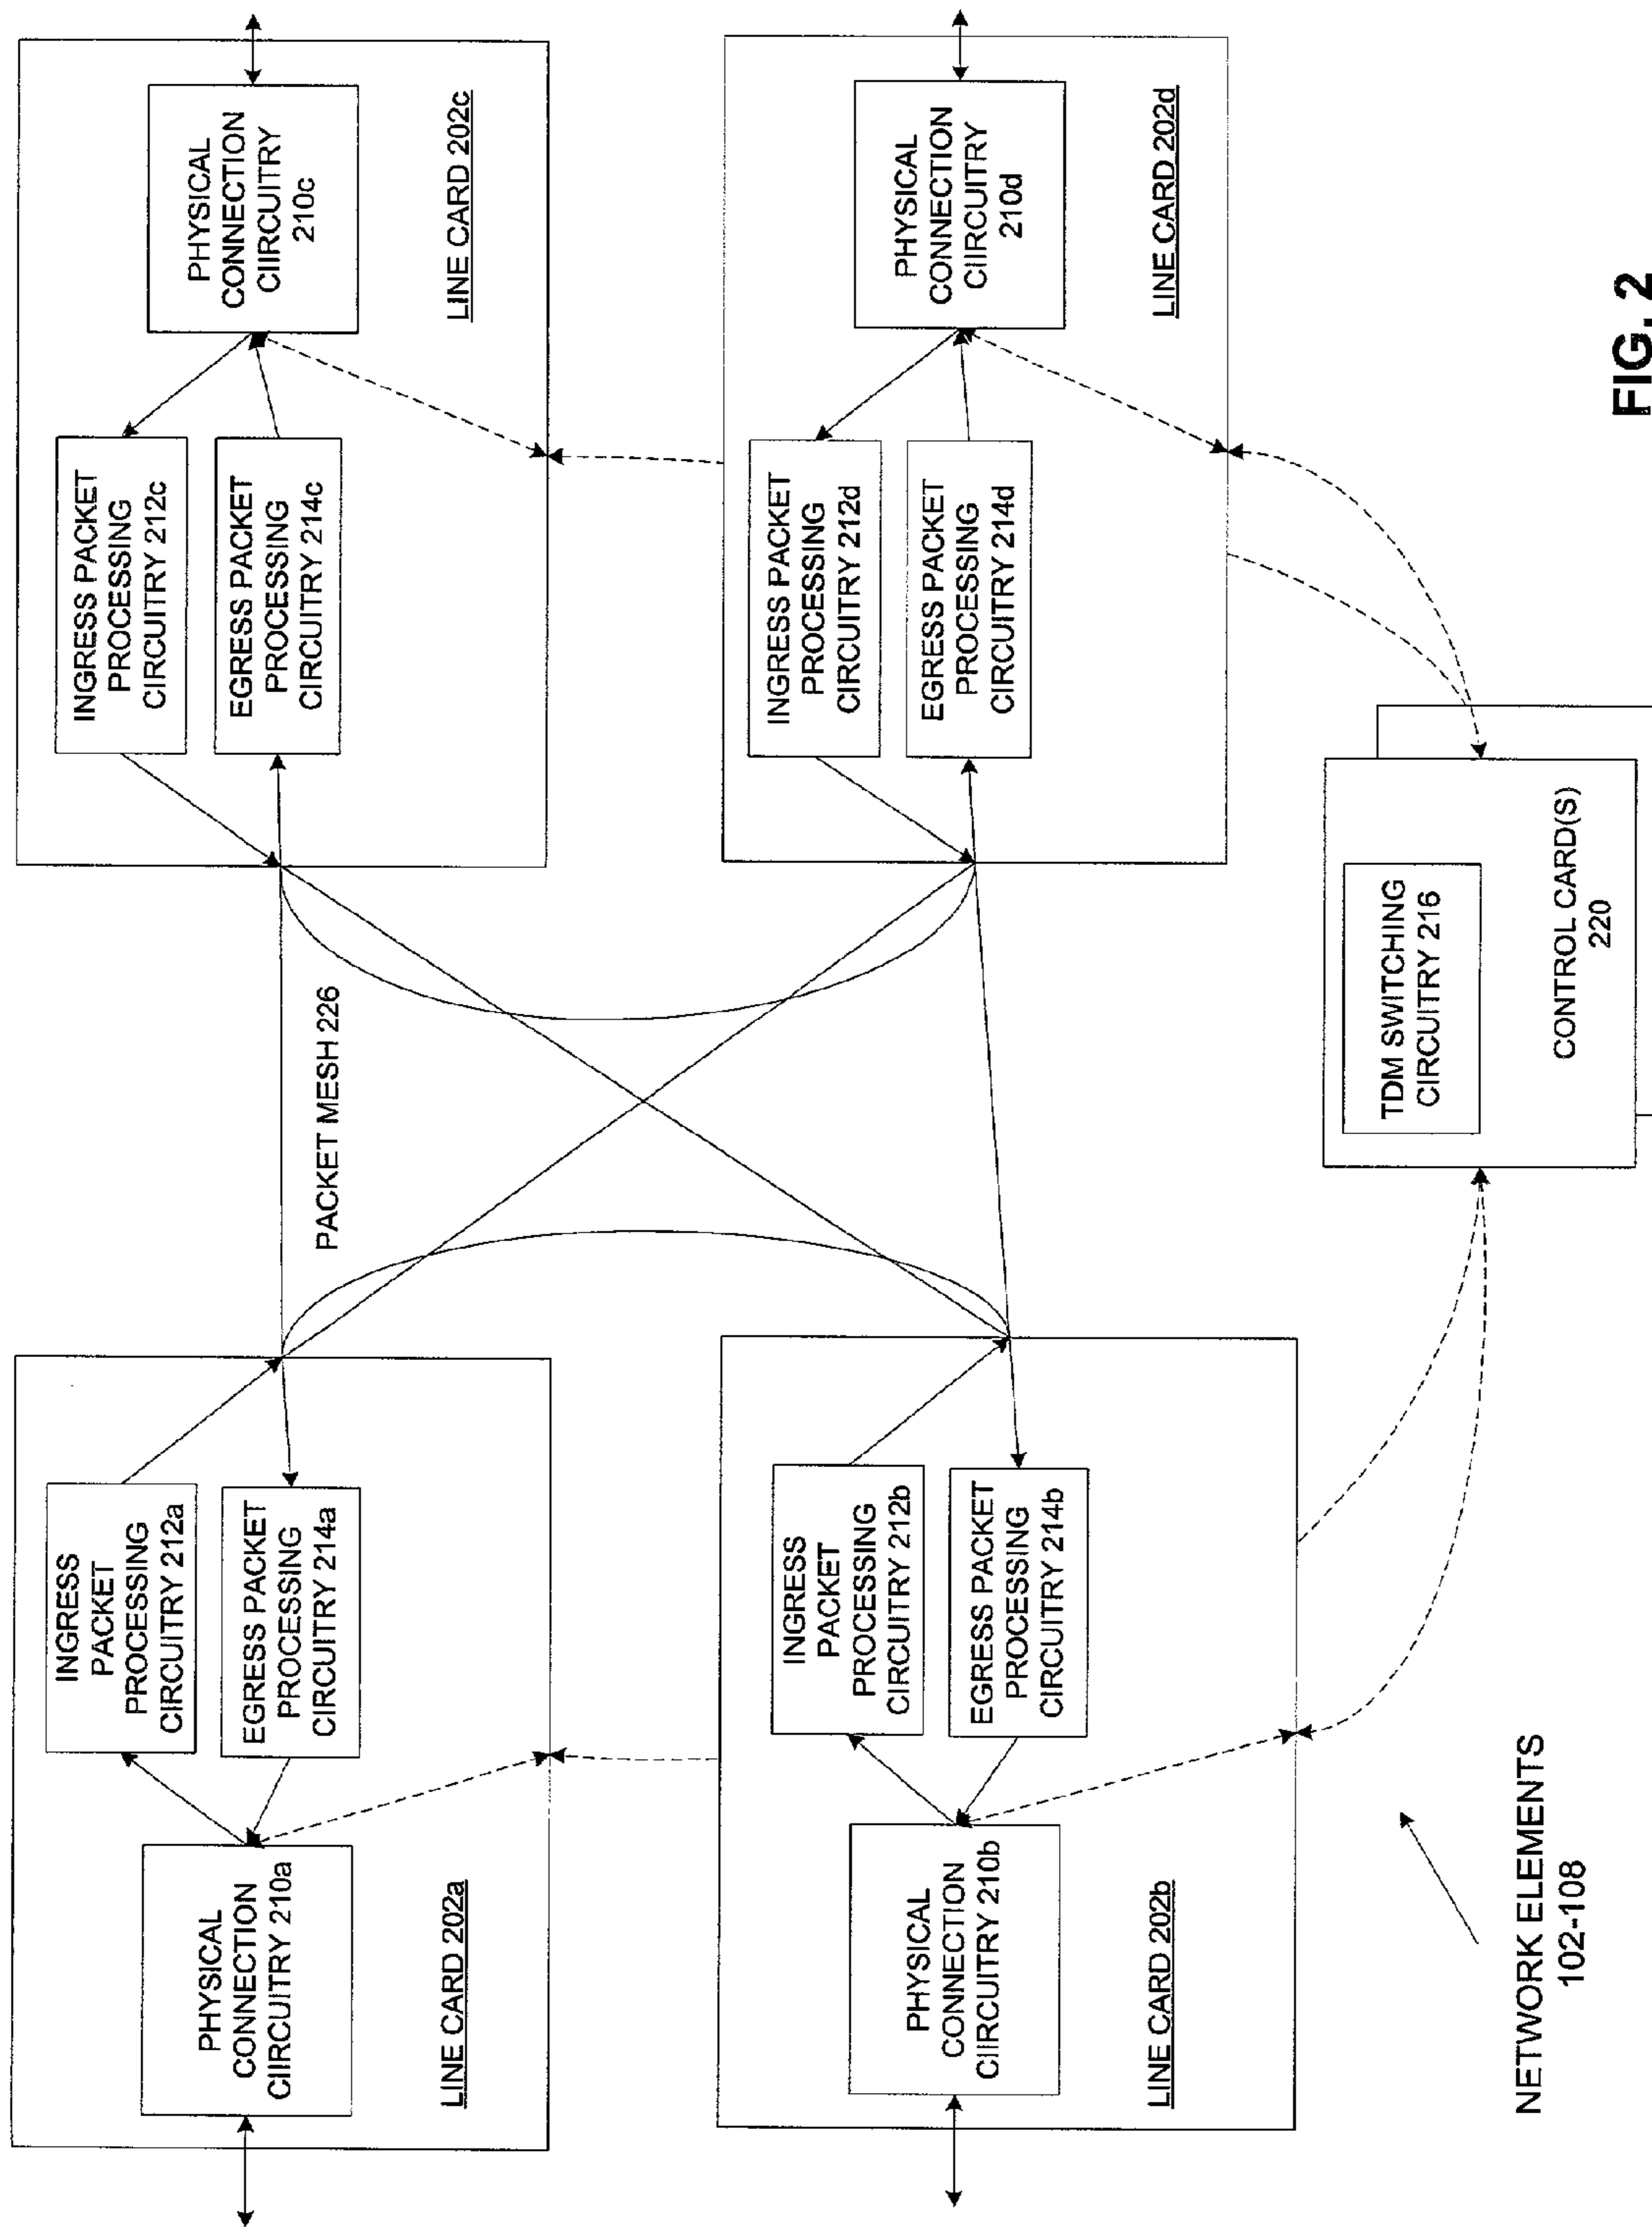 INGRESS
PACKET
PROCESSING
CIRCUITRY 212a
EGRESS PACKET
PROCESSING
CIRCUITRY 214a
PHYSICAL
CONNECTION
CIIRCUITRY 210a
LINE CARD 202a
PACKET MESH 226
INGRESS PACKET
PROCESSING
CIRCUITRY 212c
EGRESS PACKET
PROCESSING
CIRCUITRY 214c
PHYSICAL
CONNECTION
CIIRCUITRY
210c
LINE CARD 202c
INGRESS
PACKET
PROCESSING
CIRCUITRY 212b
EGRESS PACKET
PROCESSING
CIRCUITRY 214b
PHYSICAL
CONNECTION
CIIRCUITRY 210b
LINE CARD 202b
INGRESS PACKET
PROCESSING
CIRCUITRY 212d
EGRESS PACKET
PROCESSING
CIRCUITRY 214d
PHYSICAL
CONNECTION
CIIRCUITRY
210d
LINE CARD 202d
TDM SWITCHING
CIRCUITRY 216
CONTROL CARD(S)
220
NETWORK ELEMENTS
102-108
FIG. 2